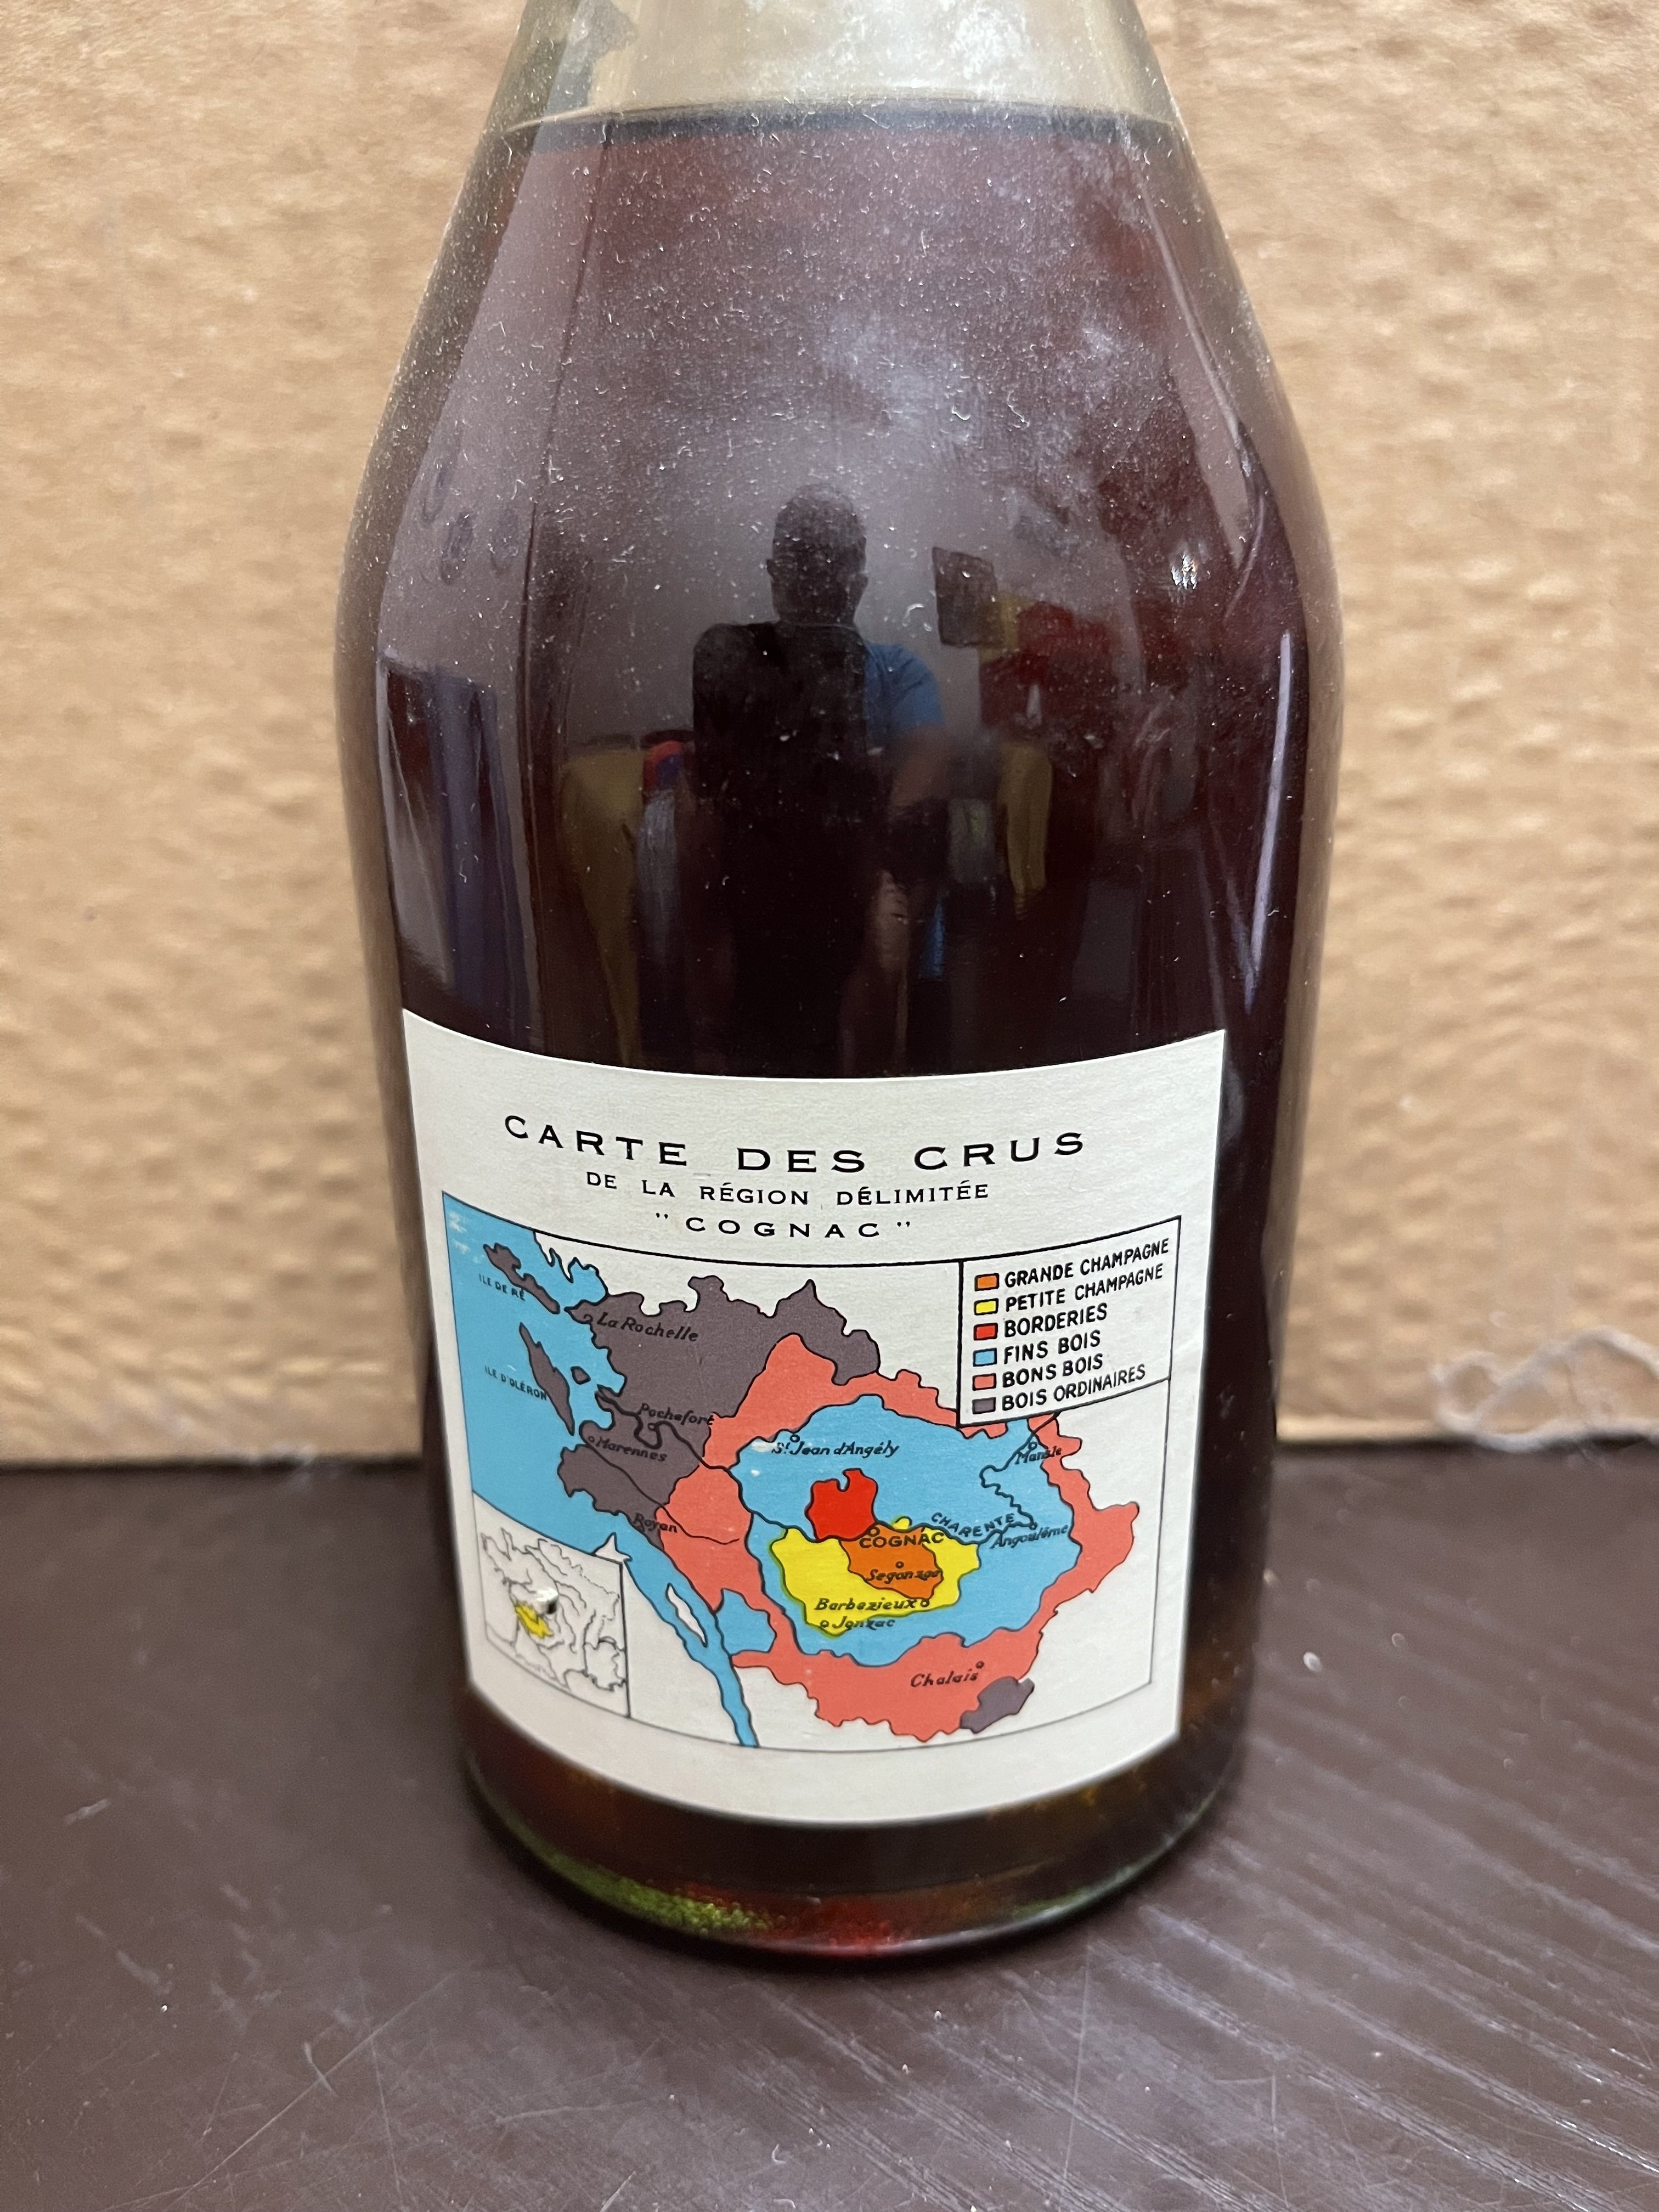 CARTE DES CRUS
DE LA RÉGION DÉLIMITÉE
"COGNAC"
GRANDE CHAMPAGNE
PETITE CHAMPAGNE
BORDERIES
FINS BOIS
BONS BOIS
BOIS ORDINAIRES
ILE DE RÉ
La Rochelle
ILE D'OLÉRON
Rochefort
Marennes
St Jean d'Angély
Mansle
Royan
CHARENTE
COGNAC
Angoulême
Segonzac
Barbezieux
Jonzac
Chalais